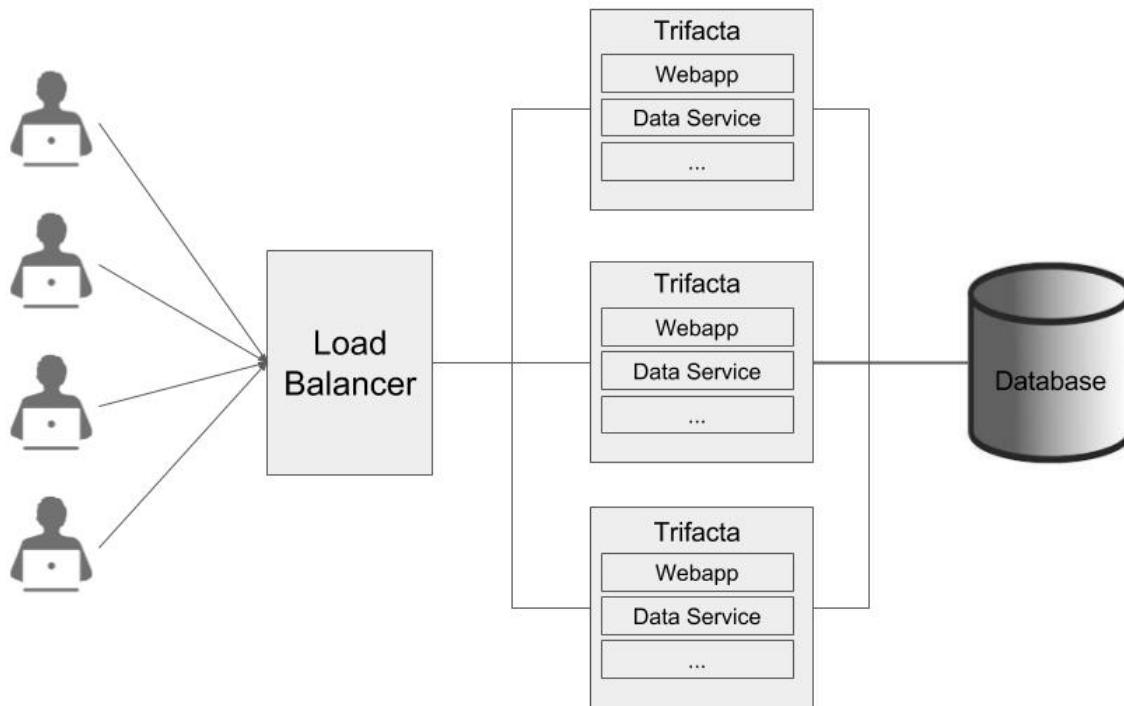 Trifacta
Webapp
Data Service
...
Load
Balancer
Trifacta
Webapp
Data Service
...
Database
Trifacta
Webapp
Data Service
...